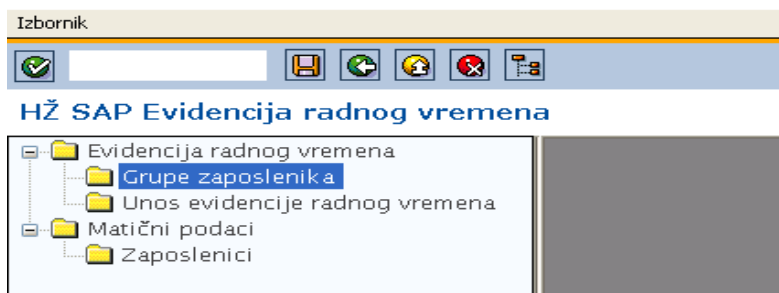 Izbornik
HŽ SAP Evidencija radnog vremena
Evidencija radnog vremena
Grupe zaposlenika
Unos evidencije radnog vremena
Matični podaci
Zaposlenici